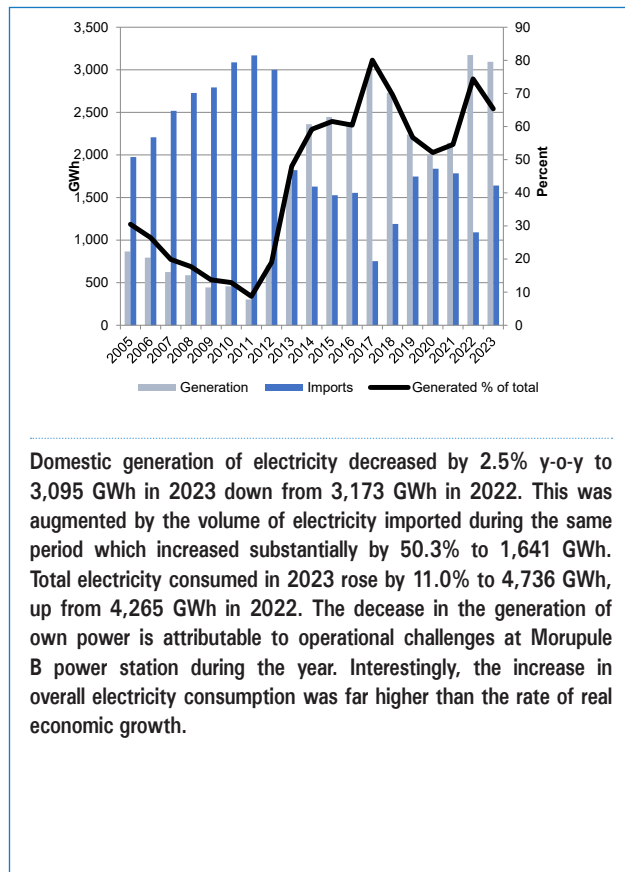 3,500
3,000
2,500
2,000
1,500
1,000
500
0
GWh
90
80
70
60
50
40
30
20
10
0
Percent
2005
2006
2007
2008
2009
2010
2011
2012
2013
2014
2015
2016
2017
2018
2019
2020
2021
2022
2023
Generation Imports Generated % of total
Domestic generation of electricity decreased by 2.5% y-o-y to
3,095 GWh in 2023 down from 3,173 GWh in 2022. This was
augmented by the volume of electricity imported during the same
period which increased substantially by 50.3% to 1,641 GWh.
Total electricity consumed in 2023 rose by 11.0% to 4,736 GWh,
up from 4,265 GWh in 2022. The decease in the generation of
own power is attributable to operational challenges at Morupule
B power station during the year. Interestingly, the increase in
overall electricity consumption was far higher than the rate of real
economic growth.